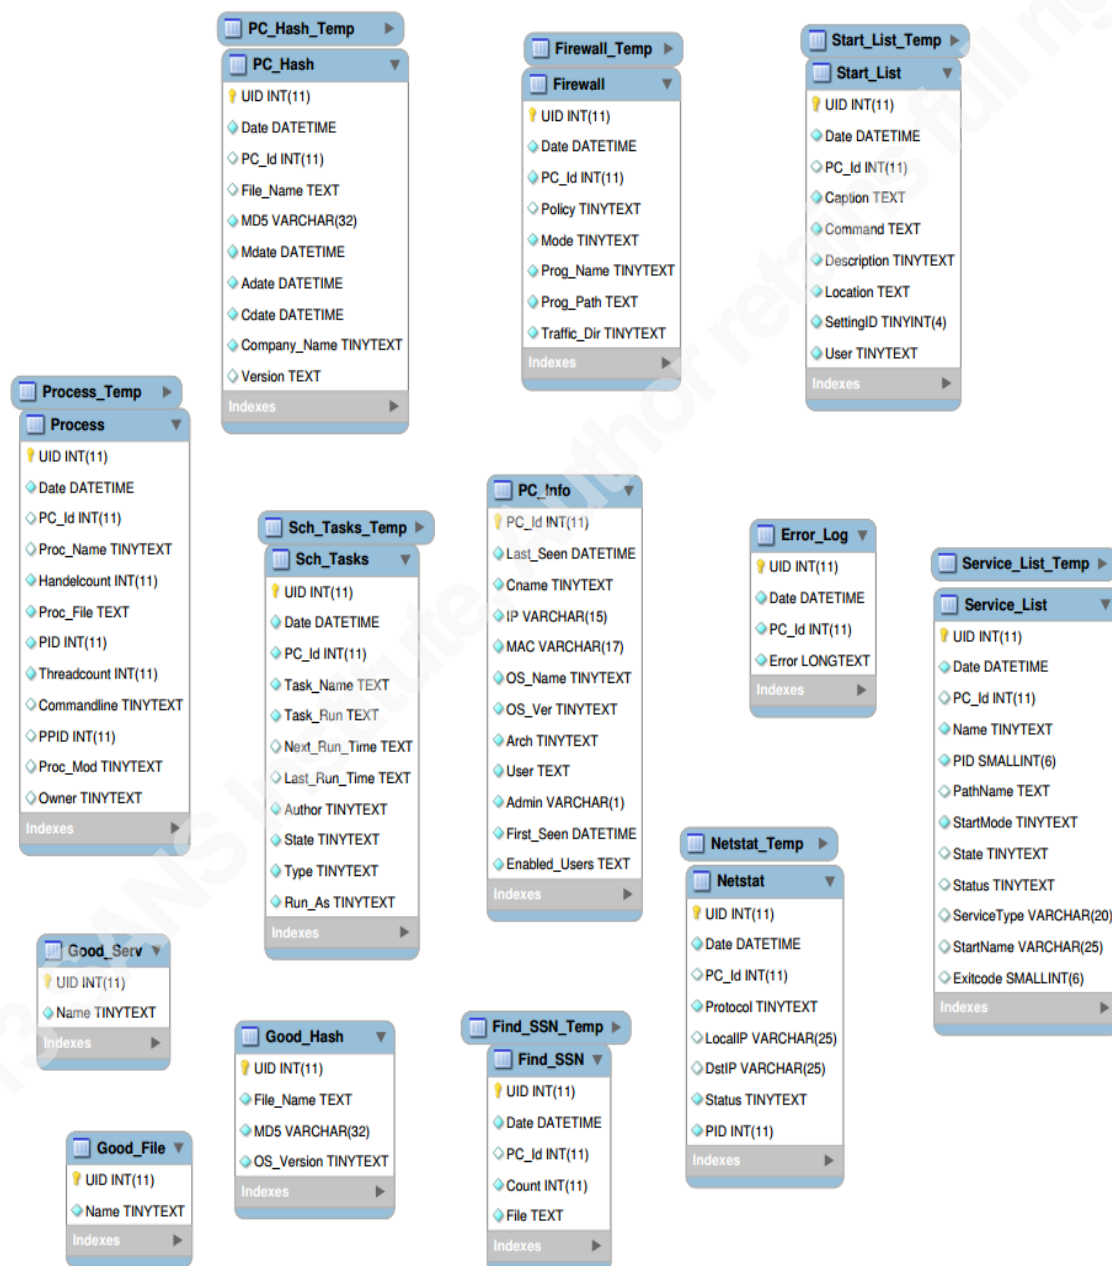 PC_Hash_Temp
PC_Hash
UID INT(11)
Date DATETIME
PC_Id INT(11)
File_Name TEXT
MD5 VARCHAR(32)
Mdate DATETIME
Adate DATETIME
Cdate DATETIME
Company_Name TINYTEXT
Version TEXT
Indexes
Firewall_Temp
Firewall
UID INT(11)
Date DATETIME
PC_Id INT(11)
Policy TINYTEXT
Mode TINYTEXT
Prog_Name TINYTEXT
Prog_Path TEXT
Traffic_Dir TINYTEXT
Indexes
Start_List_Temp
Start_List
UID INT(11)
Date DATETIME
PC_Id INT(11)
Caption TEXT
Command TEXT
Description TINYTEXT
Location TEXT
SettingID TINYINT(4)
User TINYTEXT
Indexes
Process_Temp
Process
UID INT(11)
Date DATETIME
PC_Id INT(11)
Proc_Name TINYTEXT
Handelcount INT(11)
Proc_File TEXT
PID INT(11)
Threadcount INT(11)
Commandline TINYTEXT
PPID INT(11)
Proc_Mod TINYTEXT
Owner TINYTEXT
Indexes
Sch_Tasks_Temp
Sch_Tasks
UID INT(11)
Date DATETIME
PC_Id INT(11)
Task_Name TEXT
Task_Run TEXT
Next_Run_Time TEXT
Last_Run_Time TEXT
Author TINYTEXT
State TINYTEXT
Type TINYTEXT
Run_As TINYTEXT
Indexes
PC_Info
PC_Id INT(11)
Last_Seen DATETIME
Cname TINYTEXT
IP VARCHAR(15)
MAC VARCHAR(17)
OS_Name TINYTEXT
OS_Ver TINYTEXT
Arch TINYTEXT
User TEXT
Admin VARCHAR(1)
First_Seen DATETIME
Enabled_Users TEXT
Indexes
Error_Log
UID INT(11)
Date DATETIME
PC_Id INT(11)
Error LONGTEXT
Indexes
Service_List_Temp
Service_List
UID INT(11)
Date DATETIME
PC_Id INT(11)
Name TINYTEXT
PID SMALLINT(6)
PathName TEXT
StartMode TINYTEXT
State TINYTEXT
Status TINYTEXT
ServiceType VARCHAR(20)
StartName VARCHAR(25)
Exitcode SMALLINT(6)
Indexes
Netstat_Temp
Netstat
UID INT(11)
Date DATETIME
PC_Id INT(11)
Protocol TINYTEXT
LocalIP VARCHAR(25)
DstIP VARCHAR(25)
Status TINYTEXT
PID INT(11)
Indexes
Good_Serv
UID INT(11)
Name TINYTEXT
Indexes
Good_Hash
UID INT(11)
File_Name TEXT
MD5 VARCHAR(32)
OS_Version TINYTEXT
Indexes
Find_SSN_Temp
Find_SSN
UID INT(11)
Date DATETIME
PC_Id INT(11)
Count INT(11)
File TEXT
Indexes
Good_File
UID INT(11)
Name TINYTEXT
Indexes
13 SANS Institute, Author retains full